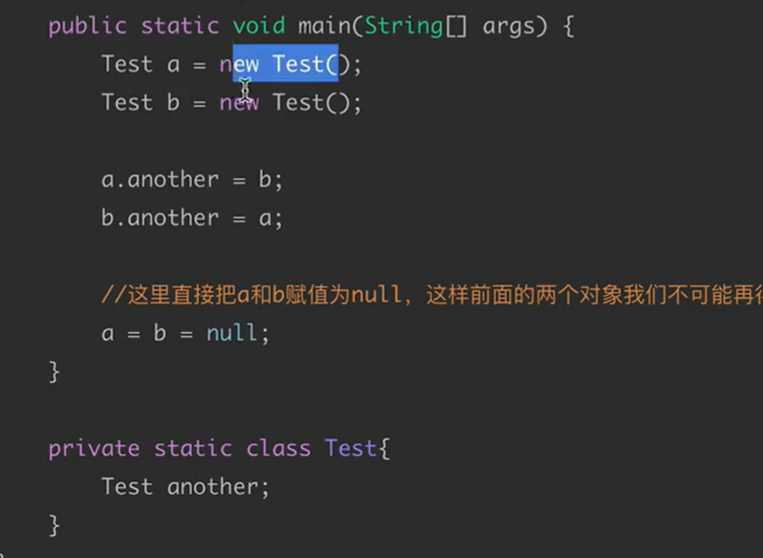 public static void main(String[] args) {
Test a = new Test();
Test b = new Test();
a.another = b;
b.another = a;
//这里直接把a和b赋值为null，这样前面的两个对象我们不可能再
a = b = null;
}
private static class Test{
Test another;
}